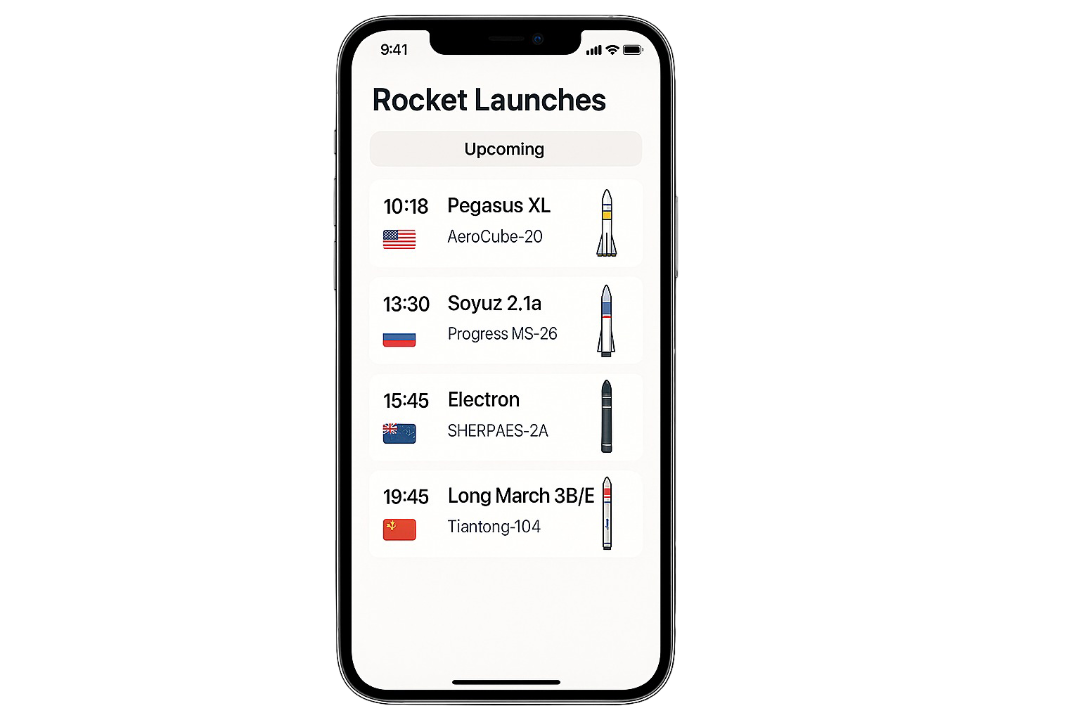 9:41
Rocket Launches
Upcoming
10:18 Pegasus XL
AeroCube-20
13:30 Soyuz 2.1a
Progress MS-26
15:45 Electron
SHERPAES-2A
19:45 Long March 3B/E
Tiantong-104